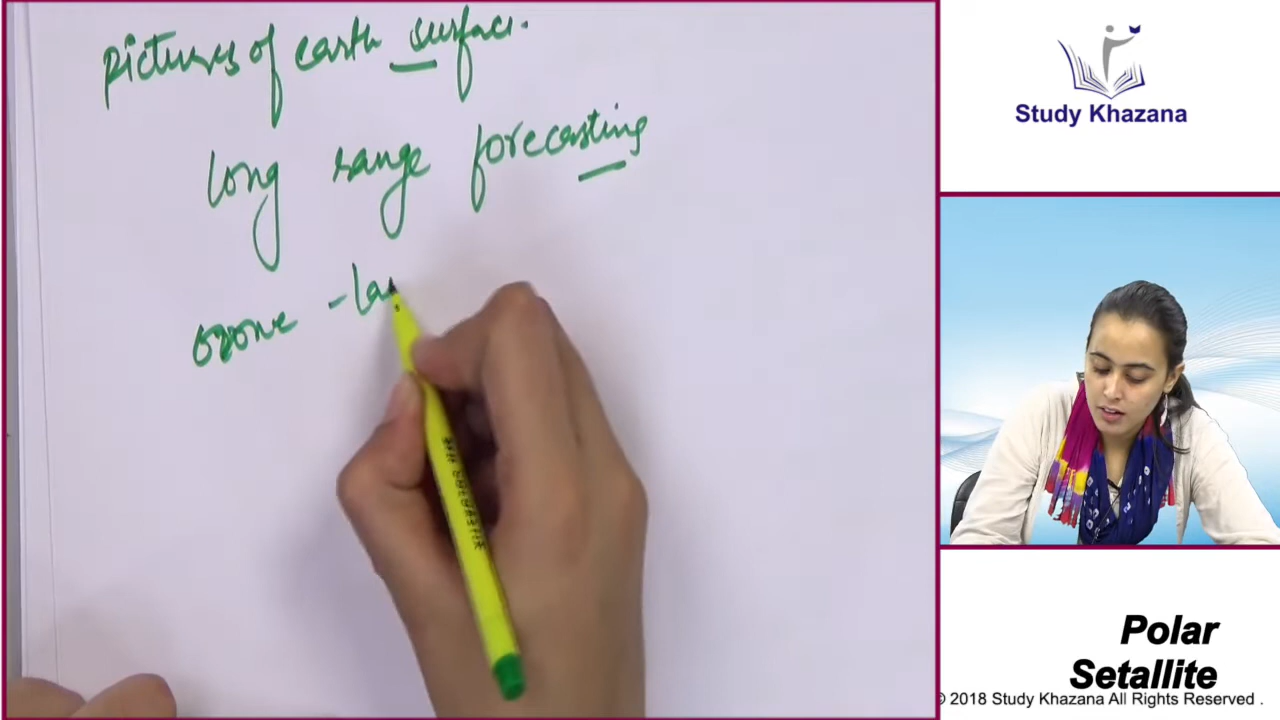 pictures of earth surface.
long range forecasting
ozone - la
Study Khazana
Polar
Setallite
© 2018 Study Khazana All Rights Reserved .